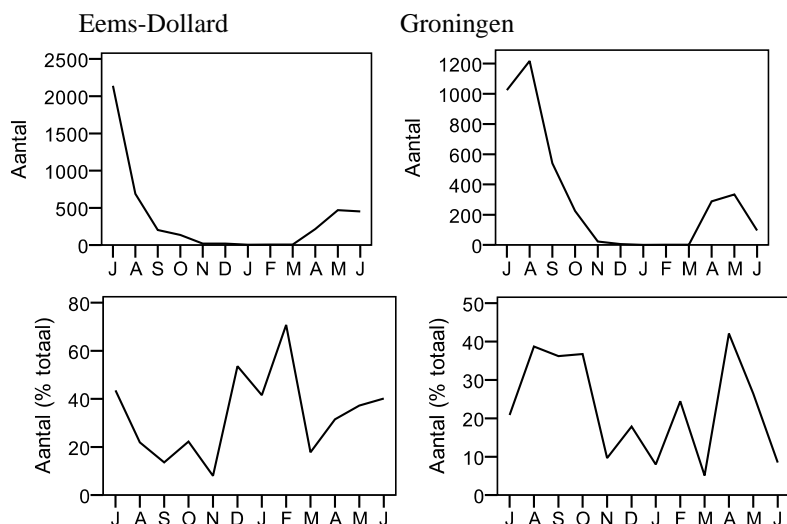 Eems-Dollard
Groningen
2500
2000
1500
1000
500
0
Aantal
J A S O N D J F M A M J
1200
1000
800
600
400
200
0
Aantal
J A S O N D J F M A M J
80
60
40
20
0
Aantal (% totaal)
J A S O N D J F M A M J
50
40
30
20
10
0
Aantal (% totaal)
J A S O N D J F M A M J